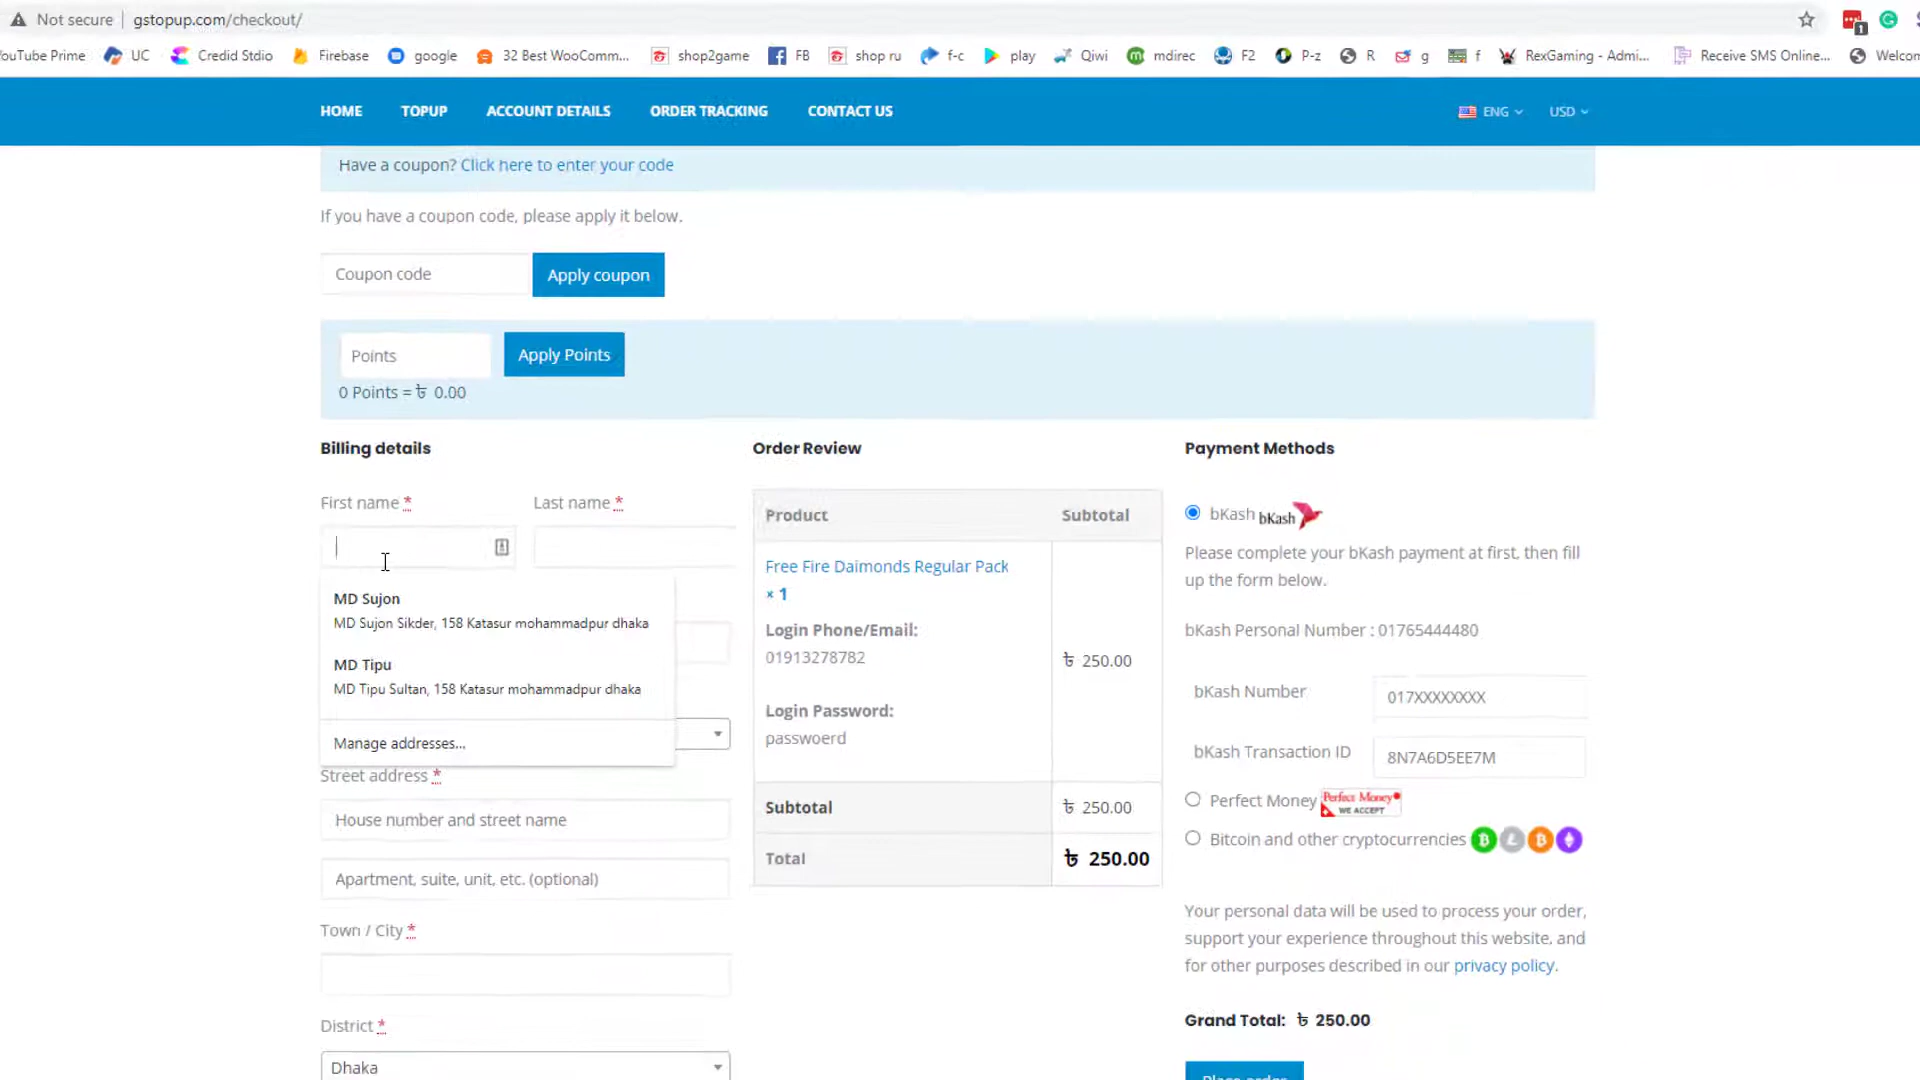 Not secure gstopup.com/checkout/
YouTube Prime UC Credid Stdio Firebase google 32 Best WooComm... shop2game FB shop ru f-c play Qiwi mdirec F2 P-z R g f RexGaming - Admi... Receive SMS Online... Welcom
HOME TOPUP ACCOUNT DETAILS ORDER TRACKING CONTACT US ENG USD
Have a coupon? Click here to enter your code
If you have a coupon code, please apply it below.
Coupon code Apply coupon
Points Apply Points
0 Points = ৳ 0.00
Billing details
First name *
Last name *
MD Sujon
MD Sujon Sikder, 158 Katasur mohammadpur dhaka
MD Tipu
MD Tipu Sultan, 158 Katasur mohammadpur dhaka
Manage addresses...
Street address *
House number and street name
Apartment, suite, unit, etc. (optional)
Town / City *
District *
Dhaka
Order Review
Product Subtotal
Free Fire Daimonds Regular Pack
× 1
Login Phone/Email:
01913278782
৳ 250.00
Login Password:
passwoerd
Subtotal ৳ 250.00
Total ৳ 250.00
Payment Methods
bKash bKash
Please complete your bKash payment at first, then fill
up the form below.
bKash Personal Number : 01765444480
bKash Number 017XXXXXXXX
bKash Transaction ID 8N7A6D5EE7M
Perfect Money Perfect Money
WE ACCEPT
Bitcoin and other cryptocurrencies
Your personal data will be used to process your order,
support your experience throughout this website, and
for other purposes described in our privacy policy.
Grand Total: ৳ 250.00
Place order